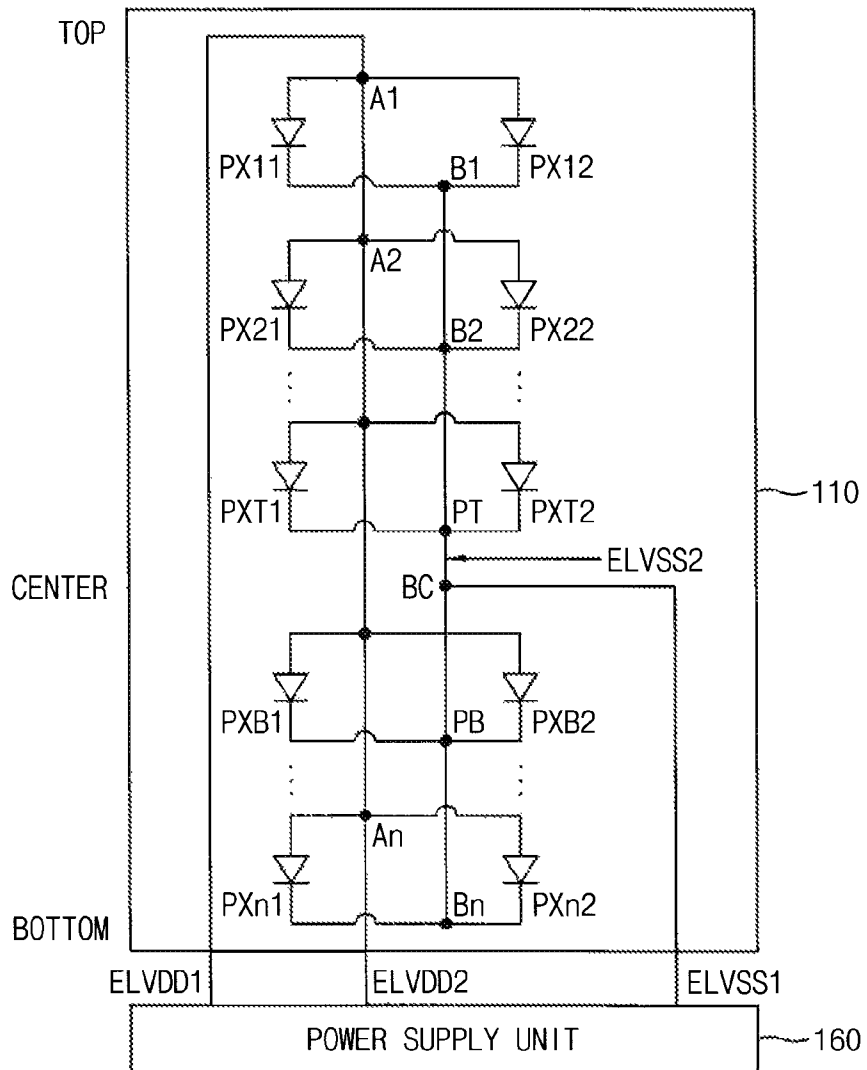 TOP
A1
PX11
B1
PX12
A2
PX21
B2
PX22
PXT1
PT
PXT2
110
ELVSS2
CENTER
BC
PXB1
PB
PXB2
An
PXn1
Bn
PXn2
BOTTOM
ELVDD1
ELVDD2
ELVSS1
POWER SUPPLY UNIT
160